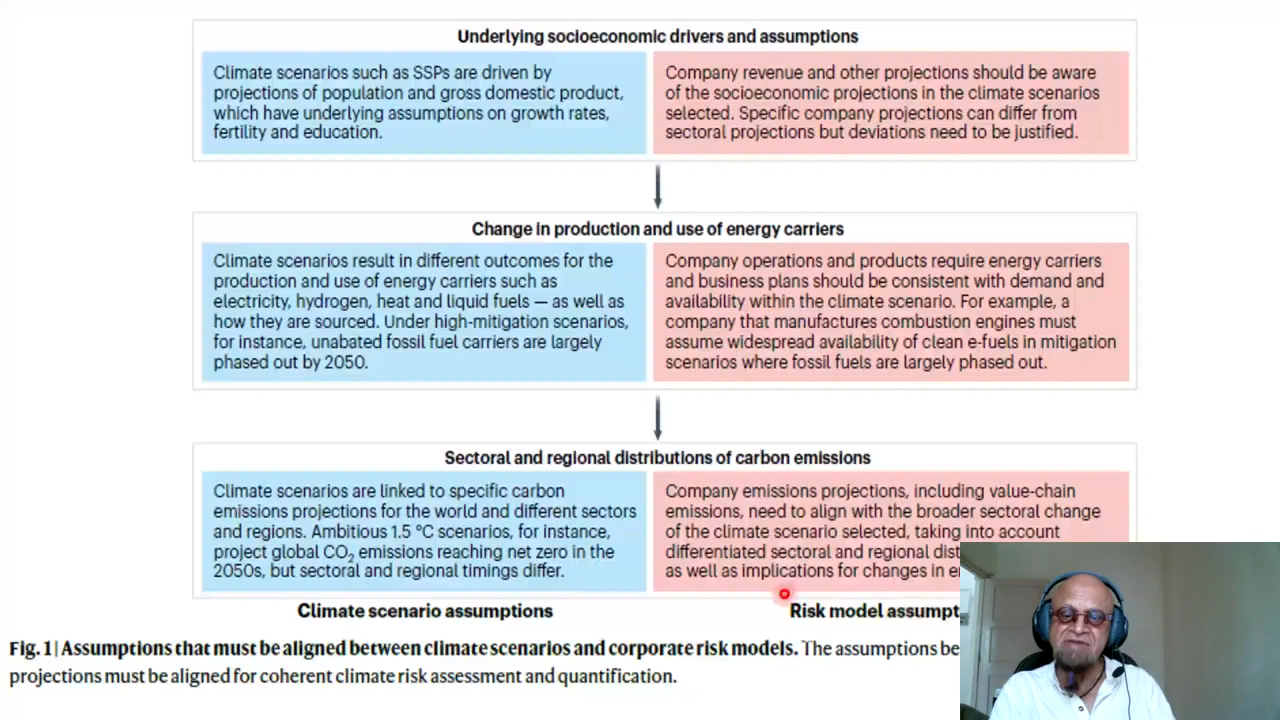 Underlying socioeconomic drivers and assumptions
Climate scenarios such as SSPs are driven by
projections of population and gross domestic product,
which have underlying assumptions on growth rates,
fertility and education.
Company revenue and other projections should be aware
of the socioeconomic projections in the climate scenarios
selected. Specific company projections can differ from
sectoral projections but deviations need to be justified.
Change in production and use of energy carriers
Climate scenarios result in different outcomes for the
production and use of energy carriers such as
electricity, hydrogen, heat and liquid fuels — as well as
how they are sourced. Under high-mitigation scenarios,
for instance, unabated fossil fuel carriers are largely
phased out by 2050.
Company operations and products require energy carriers
and business plans should be consistent with demand and
availability within the climate scenario. For example, a
company that manufactures combustion engines must
assume widespread availability of clean e-fuels in mitigation
scenarios where fossil fuels are largely phased out.
Sectoral and regional distributions of carbon emissions
Climate scenarios are linked to specific carbon
emissions projections for the world and different sectors
and regions. Ambitious 1.5 °C scenarios, for instance,
project global CO₂ emissions reaching net zero in the
2050s, but sectoral and regional timings differ.
Company emissions projections, including value-chain
emissions, need to align with the broader sectoral change
of the climate scenario selected, taking into account
differentiated sectoral and regional
as well as implications for changes in
Climate scenario assumptions
Risk model
Fig. 1 | Assumptions that must be aligned between climate scenarios and corporate risk models. The assumptions
projections must be aligned for coherent climate risk assessment and quantification.